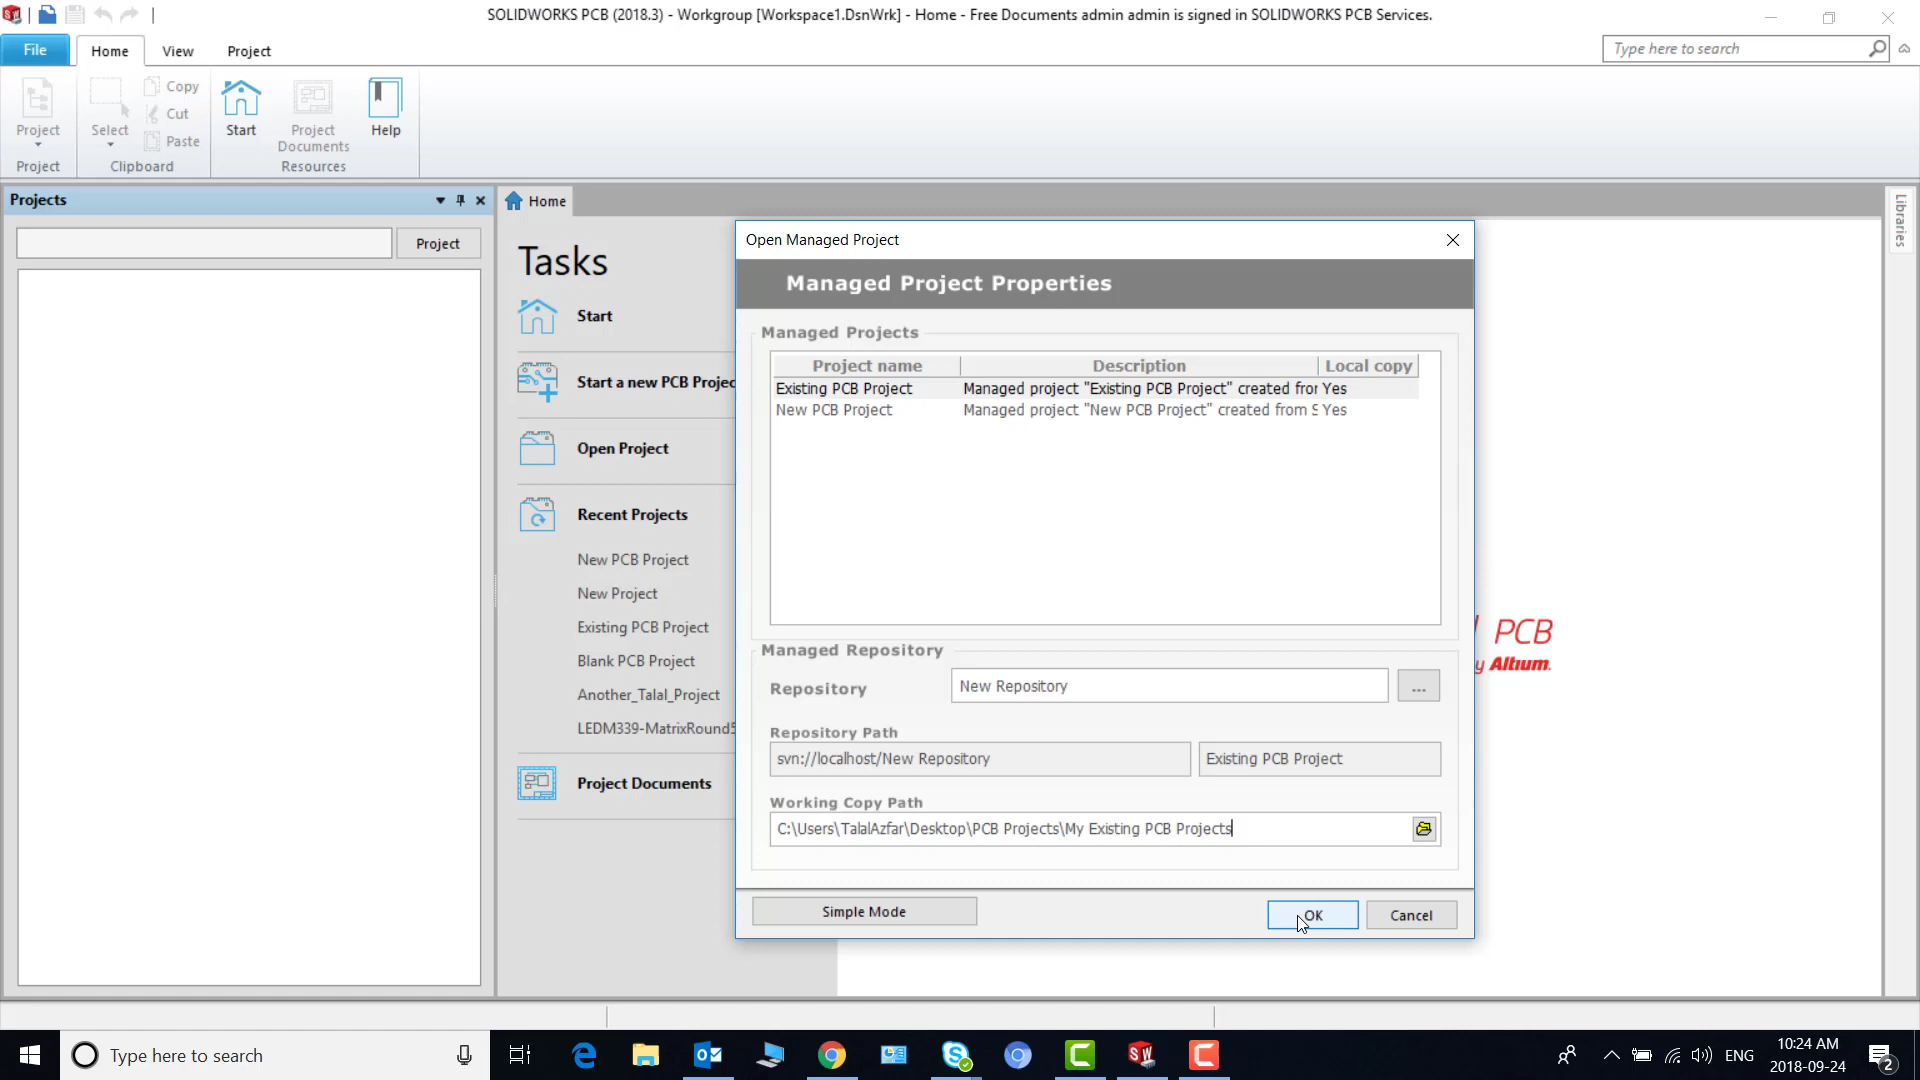 SOLIDWORKS PCB (2018.3) - Workgroup [Workspace1.DsnWrk] - Home - Free Documents admin admin is signed in SOLIDWORKS PCB Services.
File Home View Project
Type here to search
Project
Select
Copy
Cut
Paste
Start
Project Documents
Help
Project
Clipboard
Resources
Projects
Project
Home
Libraries
Tasks
Start
Start a new PCB Projec
Open Project
Recent Projects
New PCB Project
New Project
Existing PCB Project
Blank PCB Project
Another_Talal_Project
LEDM339-MatrixRound5
Project Documents
Open Managed Project
Managed Project Properties
Managed Projects
Project name Description Local copy
Existing PCB Project Managed project "Existing PCB Project" created fror Yes
New PCB Project Managed project "New PCB Project" created from S Yes
Managed Repository
Repository New Repository ...
Repository Path
svn://localhost/New Repository Existing PCB Project
Working Copy Path
C:\Users\TalalAzfar\Desktop\PCB Projects\My Existing PCB Projects
Simple Mode OK Cancel
PCB
y Altium.
Type here to search
ENG
10:24 AM
2018-09-24
2